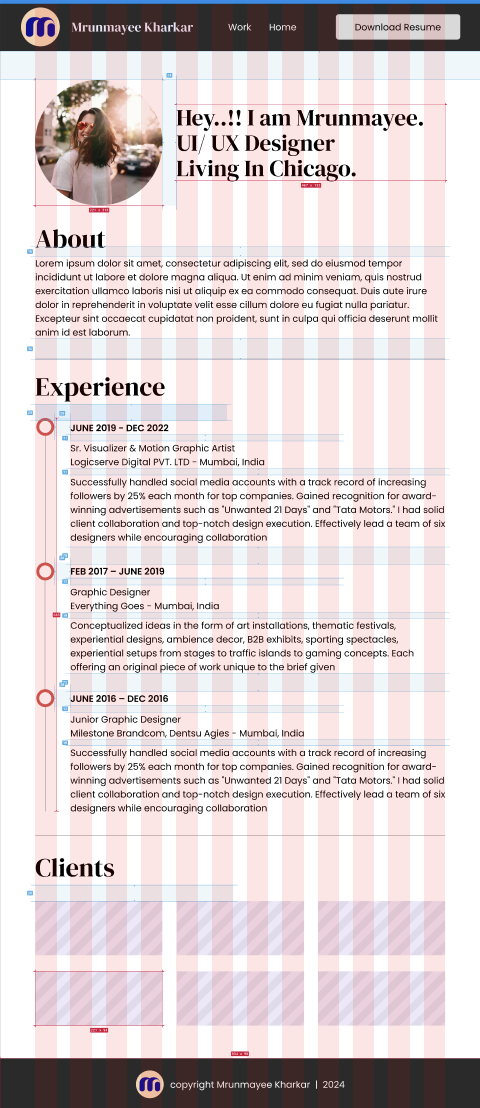 Mrunmayee Kharkar
Work
Home
Download Resume
Hey..!! I am Mrunmayee.
UI/ UX Designer
Living In Chicago.
About
Lorem ipsum dolor sit amet, consectetur adipiscing elit, sed do eiusmod tempor
incididunt ut labore et dolore magna aliqua. Ut enim ad minim veniam, quis nostrud
exercitation ullamco laboris nisi ut aliquip ex ea commodo consequat. Duis aute irure
dolor in reprehenderit in voluptate velit esse cillum dolore eu fugiat nulla pariatur.
Excepteur sint occaecat cupidatat non proident, sunt in culpa qui officia deserunt mollit
anim id est laborum.
Experience
JUNE 2019 - DEC 2022
Sr. Visualizer & Motion Graphic Artist
Logicserve Digital PVT. LTD - Mumbai, India
Successfully handled social media accounts with a track record of increasing
followers by 25% each month for top companies. Gained recognition for award-
winning advertisements such as "Unwanted 21 Days" and "Tata Motors." I had solid
client collaboration and top-notch design execution. Effectively lead a team of six
designers while encouraging collaboration
FEB 2017 – JUNE 2019
Graphic Designer
Everything Goes - Mumbai, India
Conceptualized ideas in the form of art installations, thematic festivals,
experiential designs, ambience decor, B2B exhibits, sporting spectacles,
experiential setups from stages to traffic islands to gaming concepts. Each
offering an original piece of work unique to the brief given
JUNE 2016 – DEC 2016
Junior Graphic Designer
Milestone Brandcom, Dentsu Agies - Mumbai, India
Successfully handled social media accounts with a track record of increasing
followers by 25% each month for top companies. Gained recognition for award-
winning advertisements such as "Unwanted 21 Days" and "Tata Motors." I had solid
client collaboration and top-notch design execution. Effectively lead a team of six
designers while encouraging collaboration
Clients
copyright Mrunmayee Kharkar | 2024